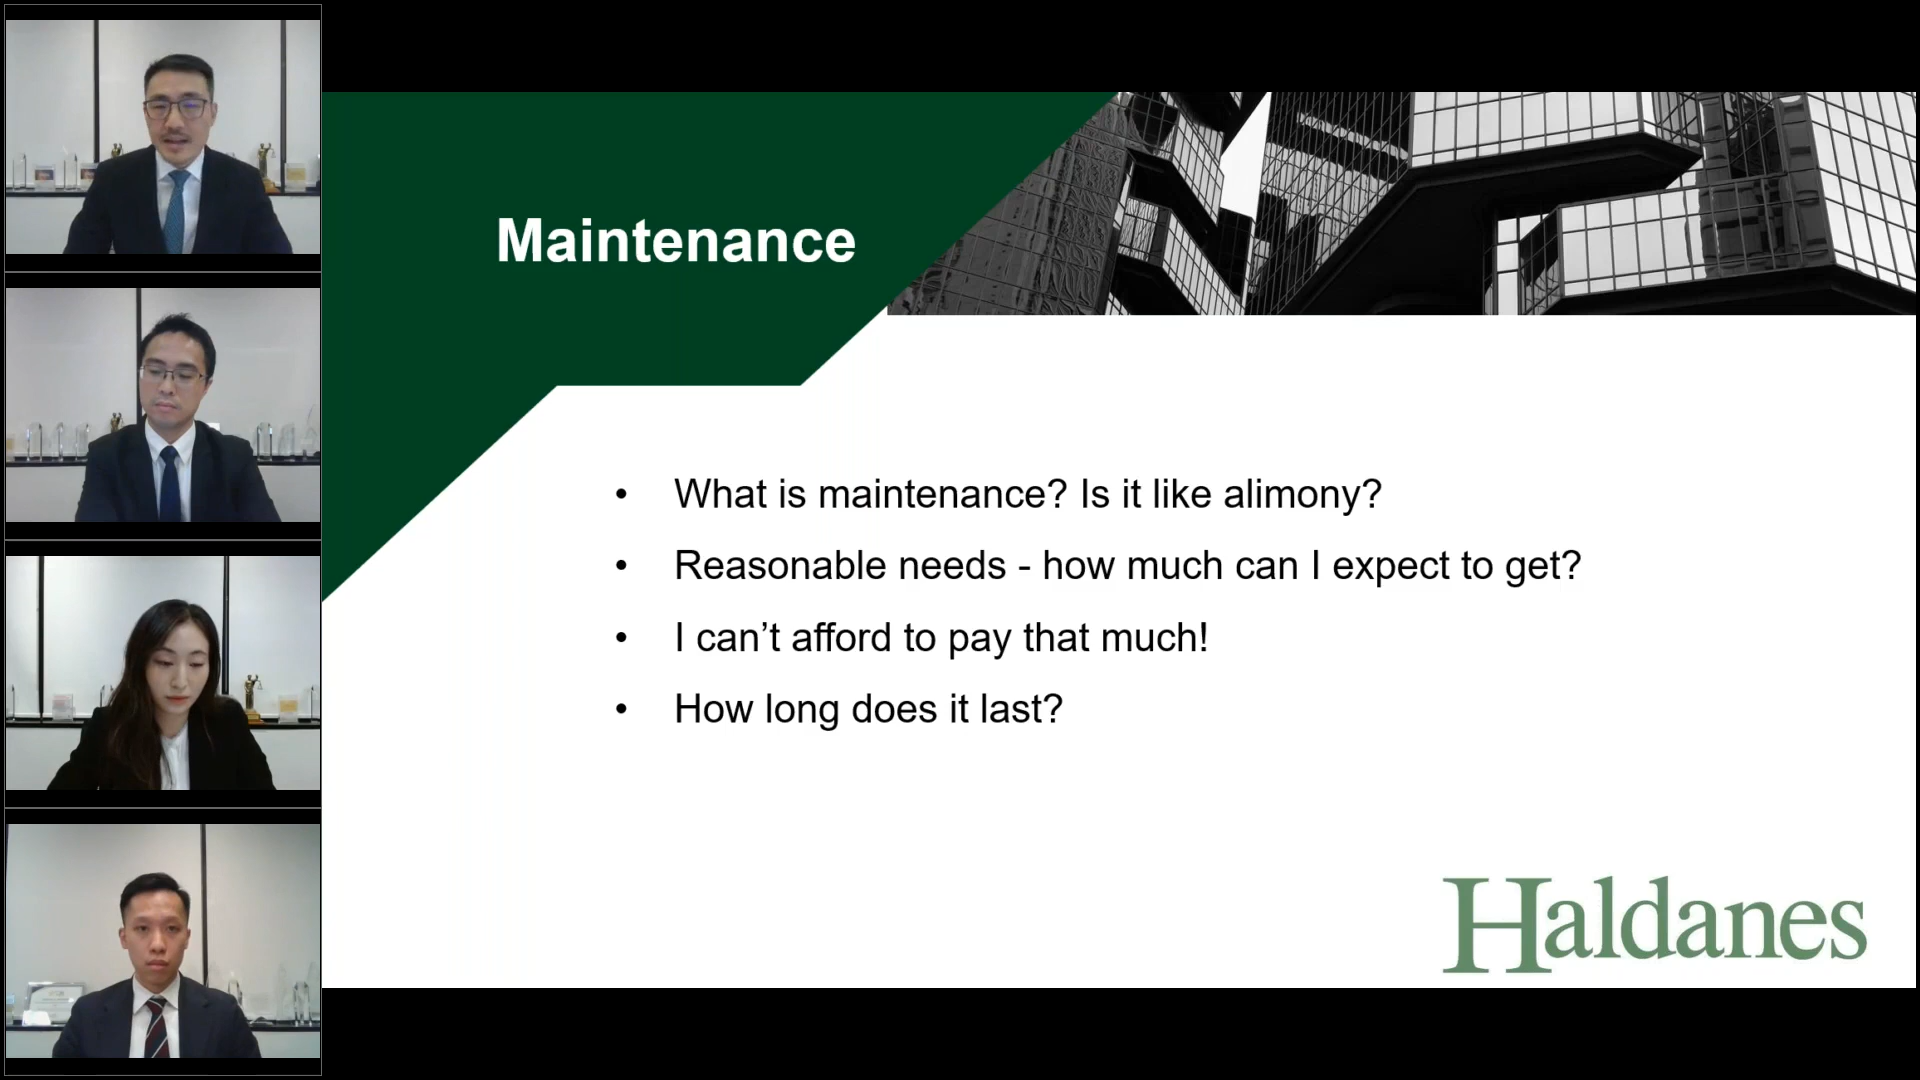 Maintenance
• What is maintenance? Is it like alimony?
• Reasonable needs - how much can I expect to get?
• I can’t afford to pay that much!
• How long does it last?
Haldanes